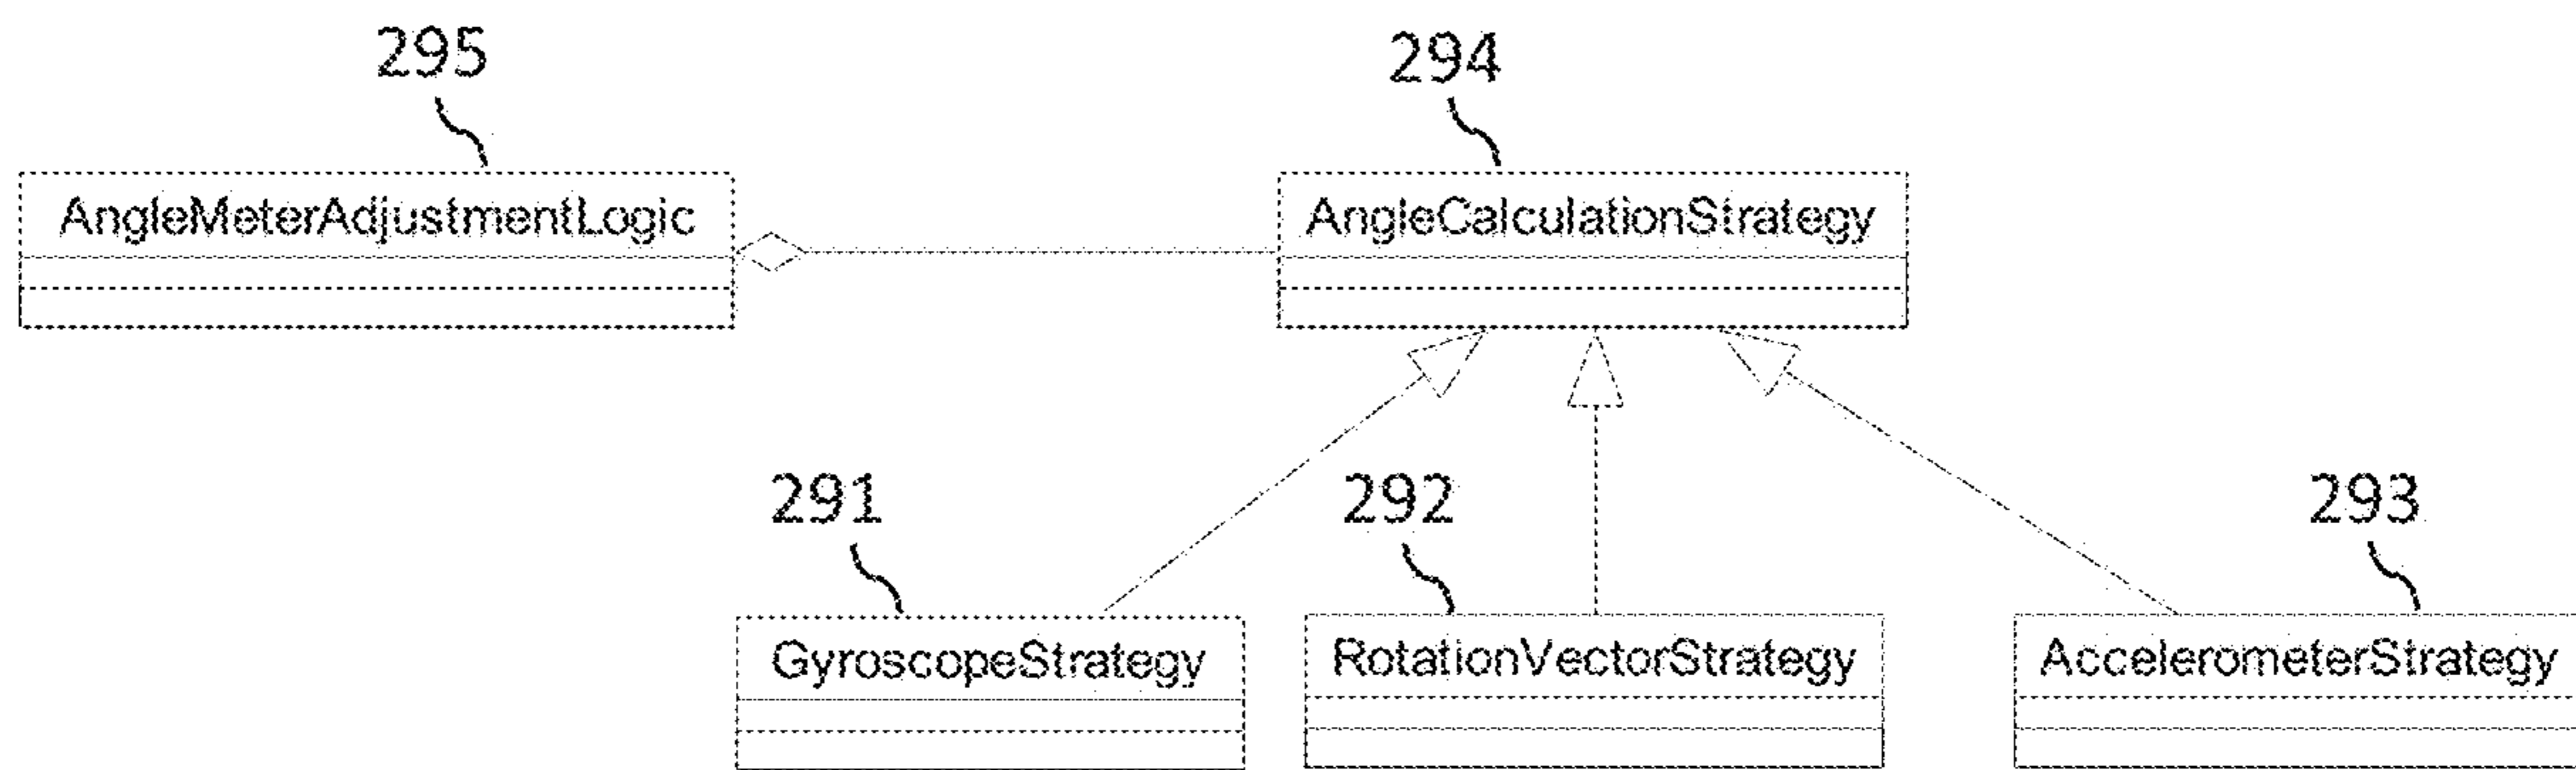 295
294
AngleMeterAdjustmentLogic
AngleCalculationStrategy
291
292
293
GyroscopeStrategy
RotationVectorStrategy
AccelerometerStrategy